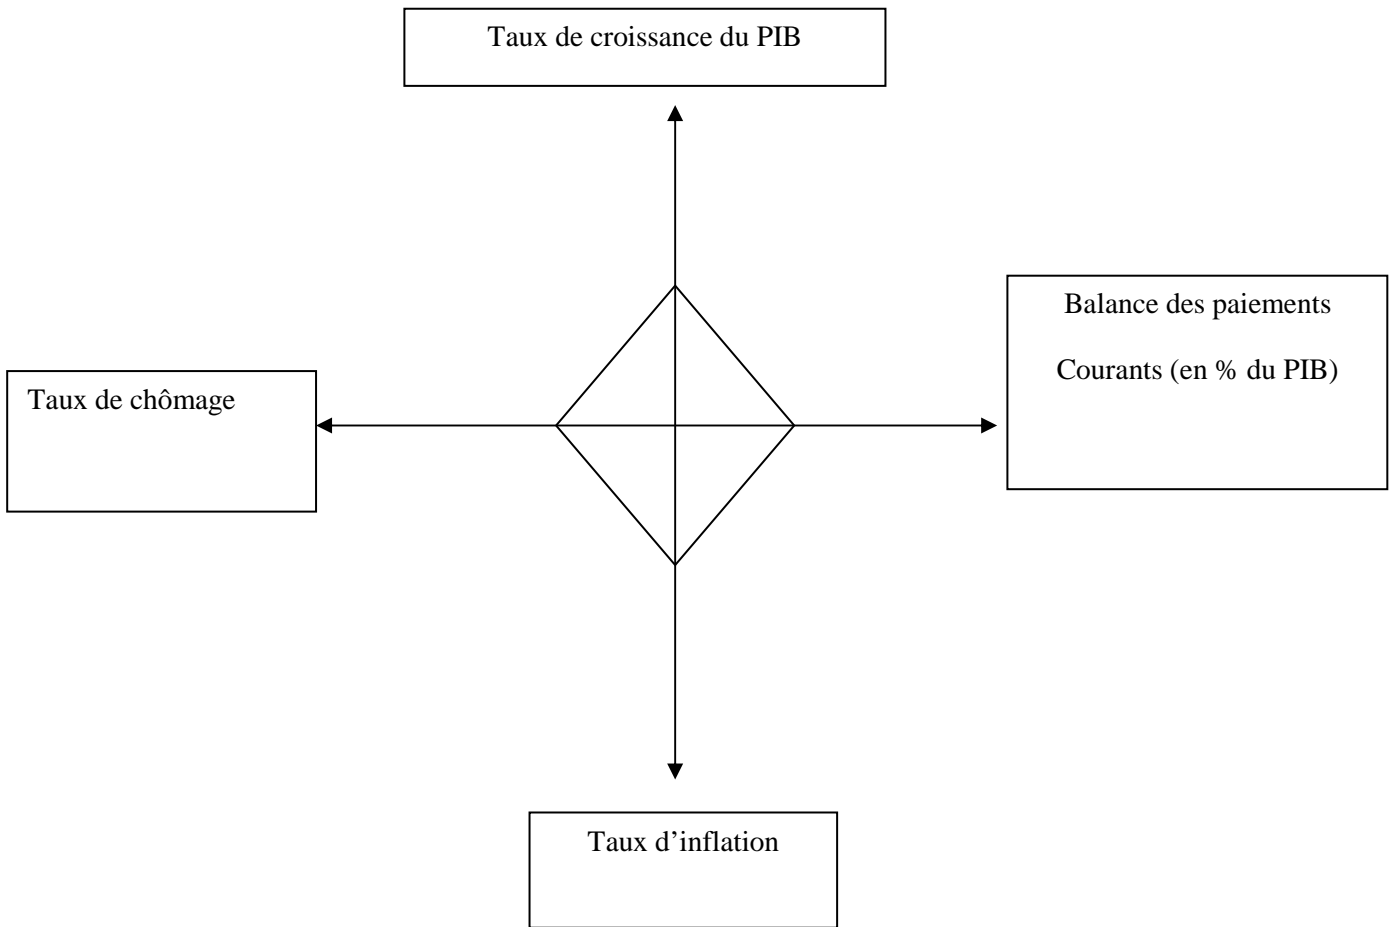 Taux de croissance du PIB
Balance des paiements
Courants (en % du PIB)
Taux de chômage
Taux d’inflation